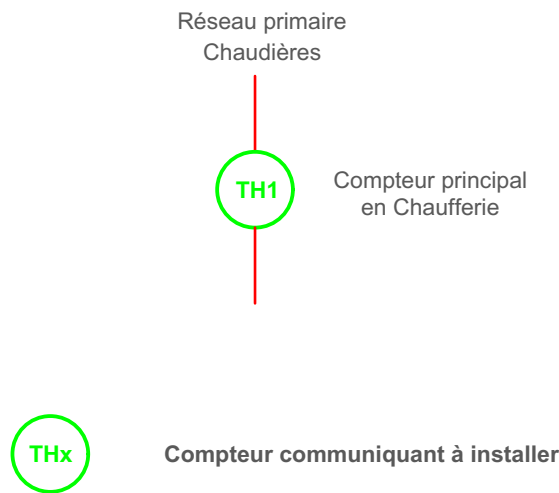 Réseau primaire
Chaudières
TH1
Compteur principal
en Chaufferie
THx
Compteur communiquant à installer